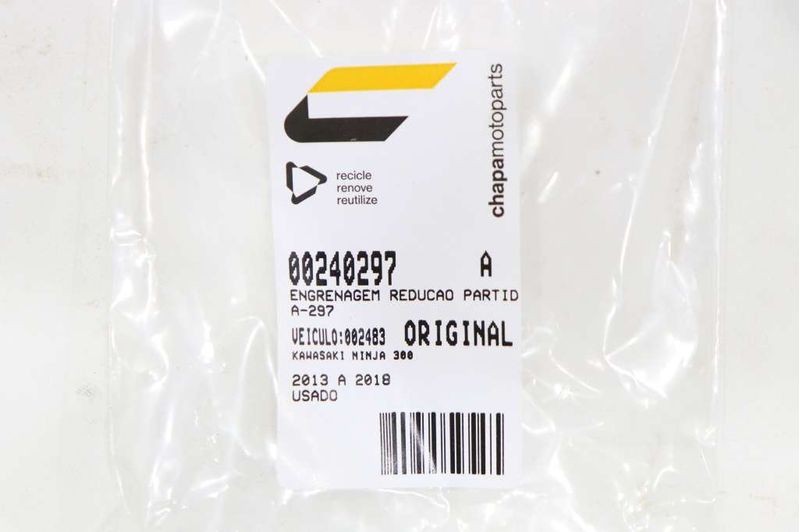 chapamotoparts
recicle
renove
reutilize
00240297 A
ENGRENAGEM REDUCAO PARTID
A-297
VEICULO:002483 ORIGINAL
KAWASAKI NINJA 300
2013 A 2018
USADO